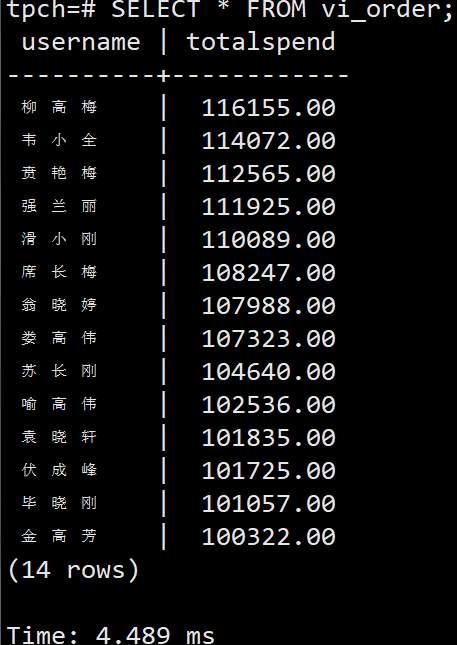 tpch=# SELECT * FROM vi_order;
username | totalspend
----------+------------
柳高梅 | 116155.00
韦小全 | 114072.00
贲艳梅 | 112565.00
强兰丽 | 111925.00
滑小刚 | 110089.00
席长梅 | 108247.00
翁晓婷 | 107988.00
娄高伟 | 107323.00
苏长刚 | 104640.00
喻高伟 | 102536.00
袁晓轩 | 101835.00
伏成峰 | 101725.00
毕晓刚 | 101057.00
金高芳 | 100322.00
(14 rows)
Time: 4.489 ms